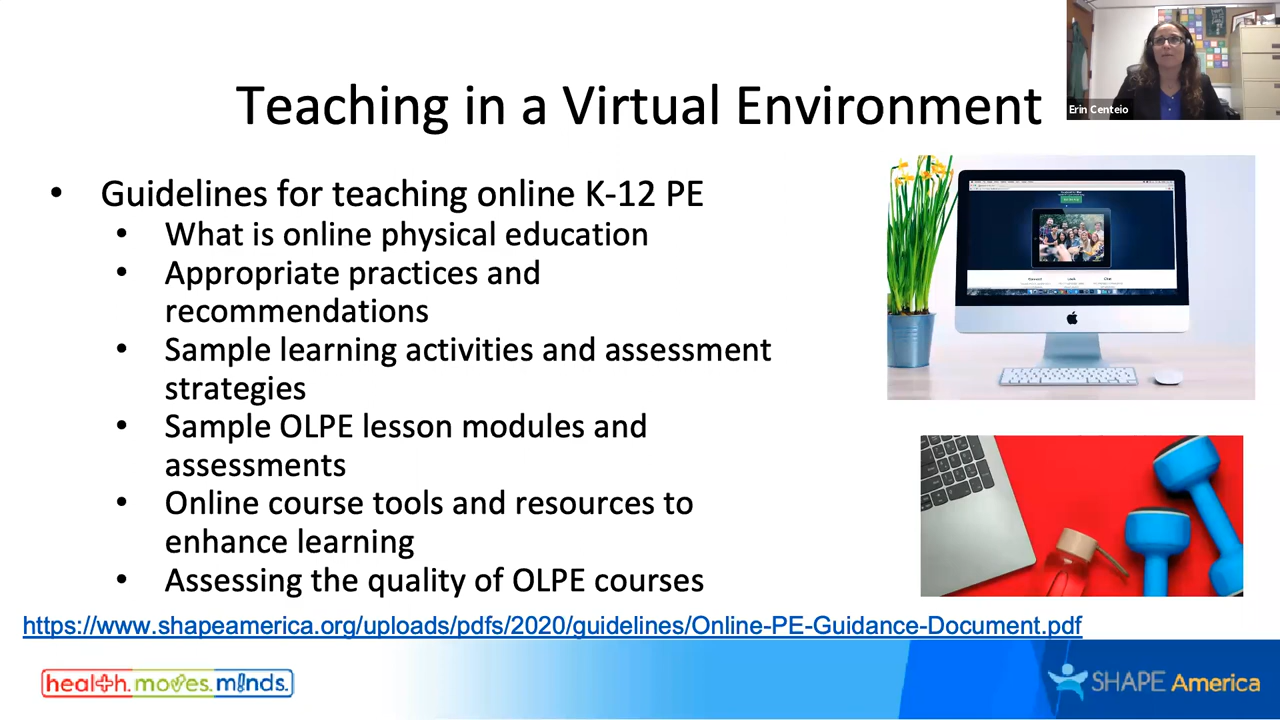 Teaching in a Virtual Environment
Erin Centeio
• Guidelines for teaching online K-12 PE
• What is online physical education
• Appropriate practices and
recommendations
• Sample learning activities and assessment
strategies
• Sample OLPE lesson modules and
assessments
• Online course tools and resources to
enhance learning
• Assessing the quality of OLPE courses
https://www.shapeamerica.org/uploads/pdfs/2020/guidelines/Online-PE-Guidance-Document.pdf
health. moves. minds.
SHAPE America